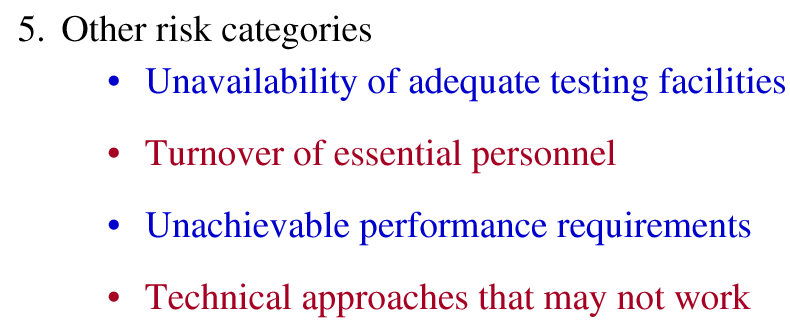 5. Other risk categories
• Unavailability of adequate testing facilities
• Turnover of essential personnel
• Unachievable performance requirements
• Technical approaches that may not work